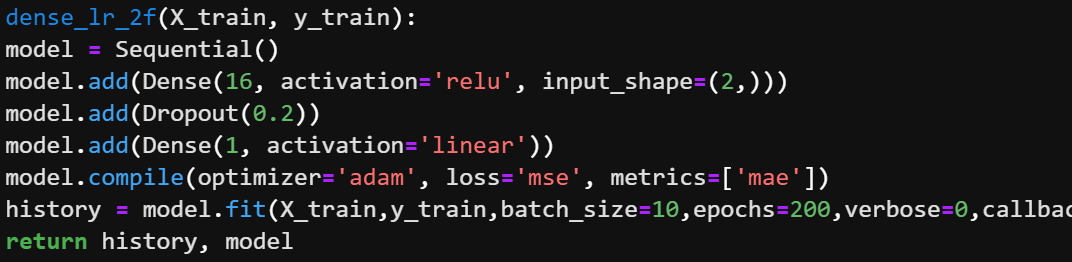 dense_lr_2f(X_train, y_train):
model = Sequential()
model.add(Dense(16, activation='relu', input_shape=(2,)))
model.add(Dropout(0.2))
model.add(Dense(1, activation='linear'))
model.compile(optimizer='adam', loss='mse', metrics=['mae'])
history = model.fit(X_train,y_train,batch_size=10,epochs=200,verbose=0,callbac
return history, model